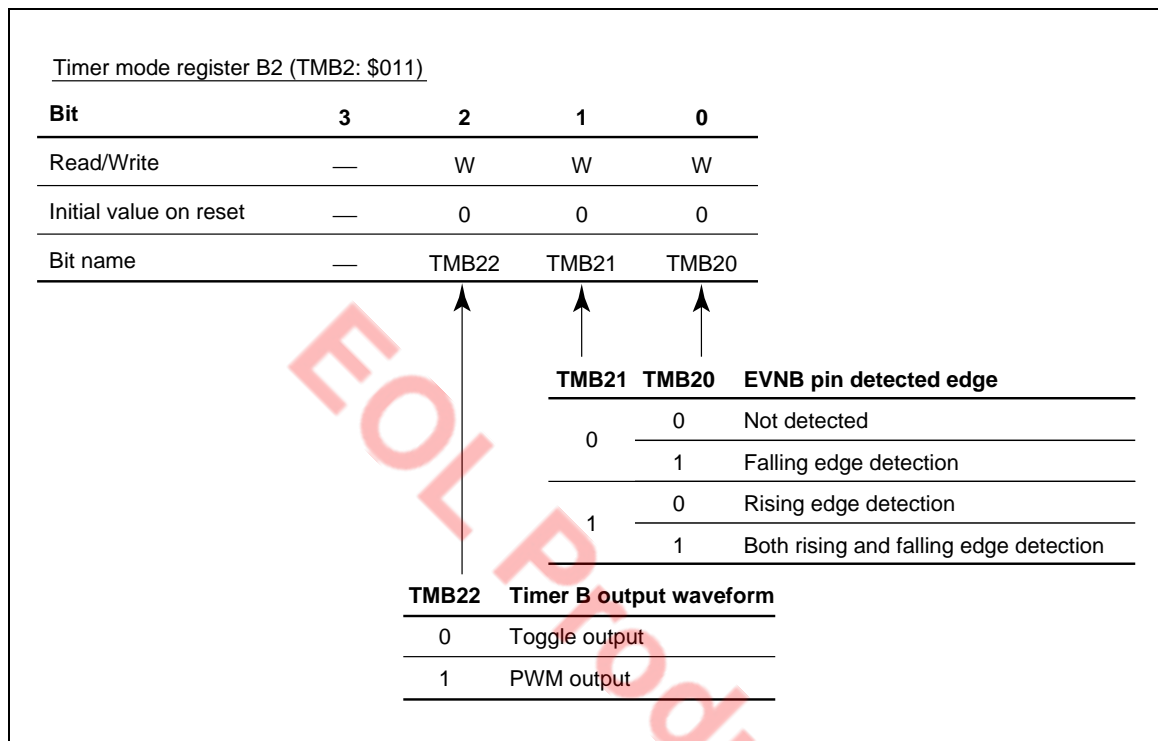 Timer mode register B2 (TMB2: $011)
Bit 3 2 1 0
Read/Write — W W W
Initial value on reset — 0 0 0
Bit name — TMB22 TMB21 TMB20
TMB21 TMB20 EVNB pin detected edge
0 0 Not detected
1 Falling edge detection
1 0 Rising edge detection
1 Both rising and falling edge detection
TMB22 Timer B output waveform
0 Toggle output
1 PWM output
EOL Prod